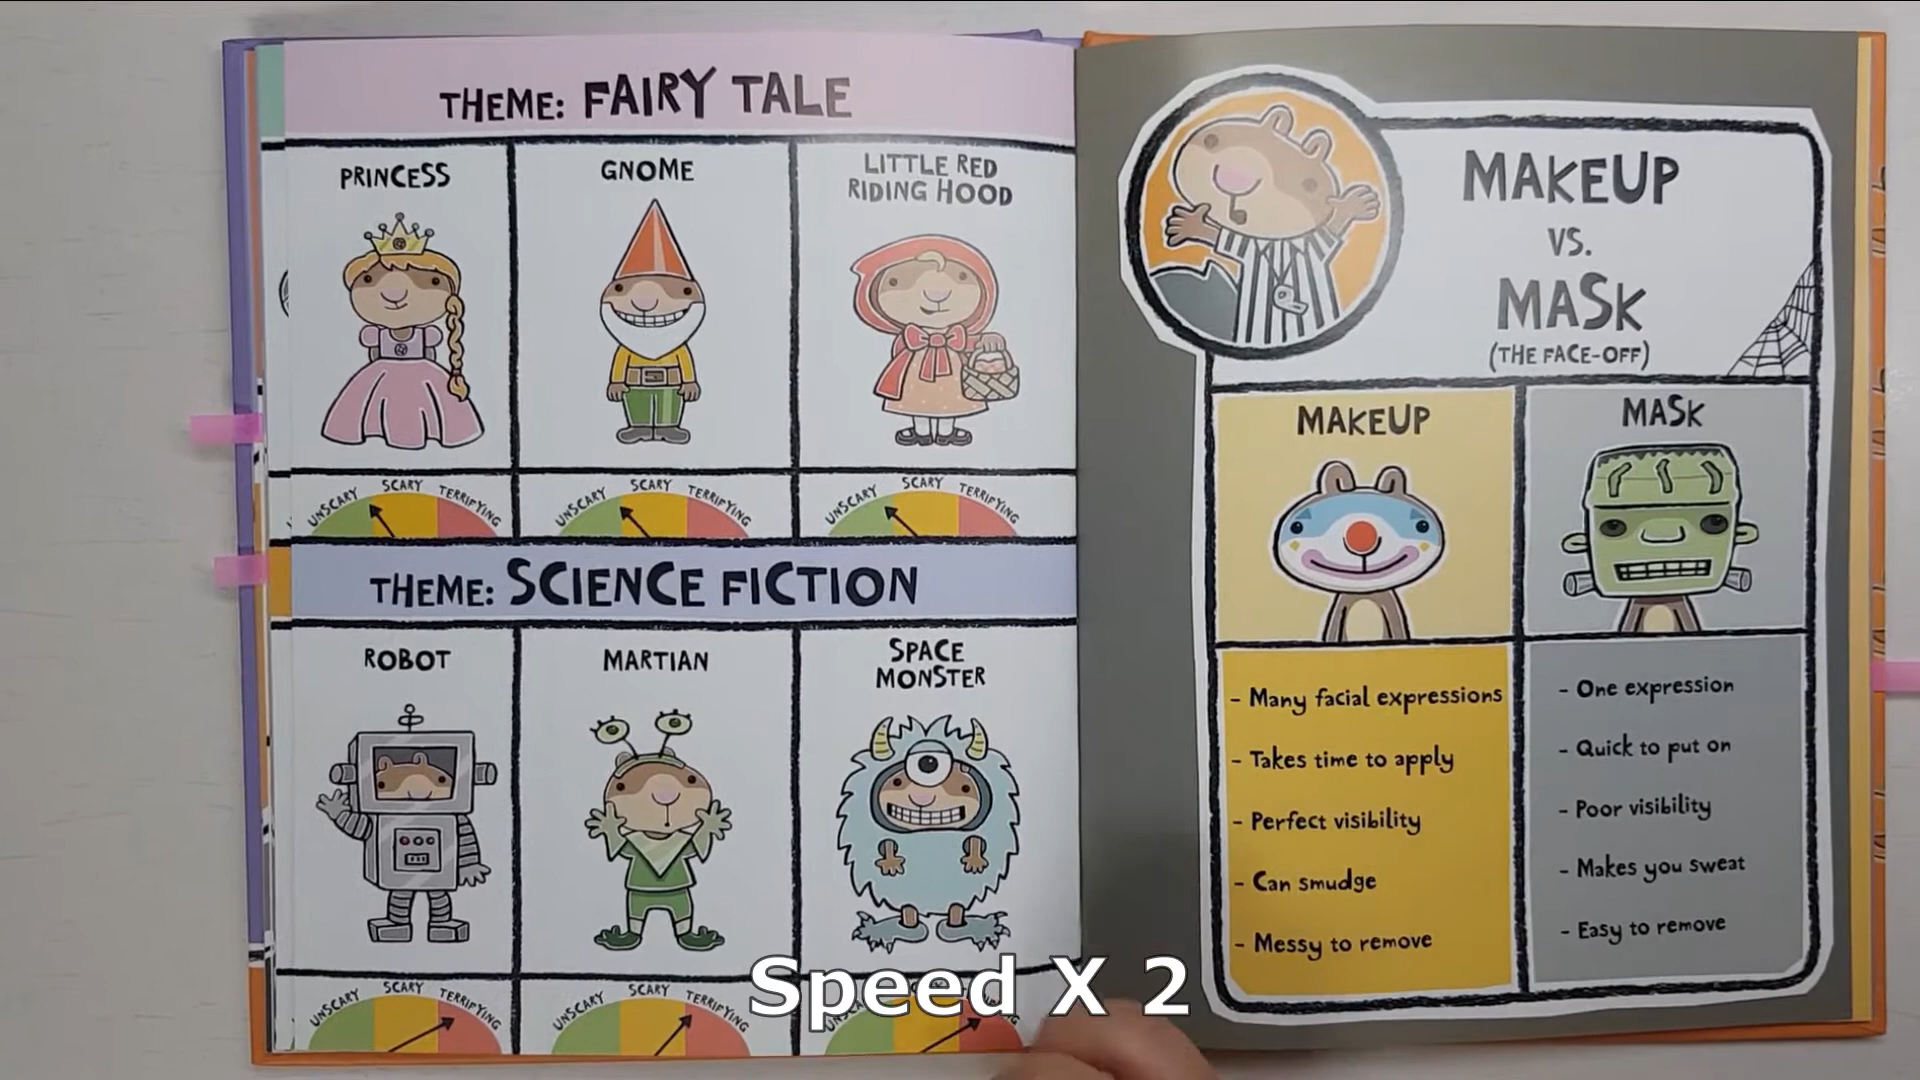 THEME: FAIRY TALE
PRINCESS
GNOME
LITTLE RED
RIDING HOOD
UNSCARY SCARY TERRIFYING
UNSCARY SCARY TERRIFYING
UNSCARY SCARY TERRIFYING
THEME: SCIENCE FICTION
ROBOT
MARTIAN
SPACE
MONSTER
UNSCARY SCARY TERRIFYING
UNSCARY SCARY TERRIFYING
Speed X 2
MAKEUP
VS.
MASK
(THE FACE-OFF)
MAKEUP
- Many facial expressions
- Takes time to apply
- Perfect visibility
- Can smudge
- Messy to remove
MASK
- One expression
- Quick to put on
- Poor visibility
- Makes you sweat
- Easy to remove